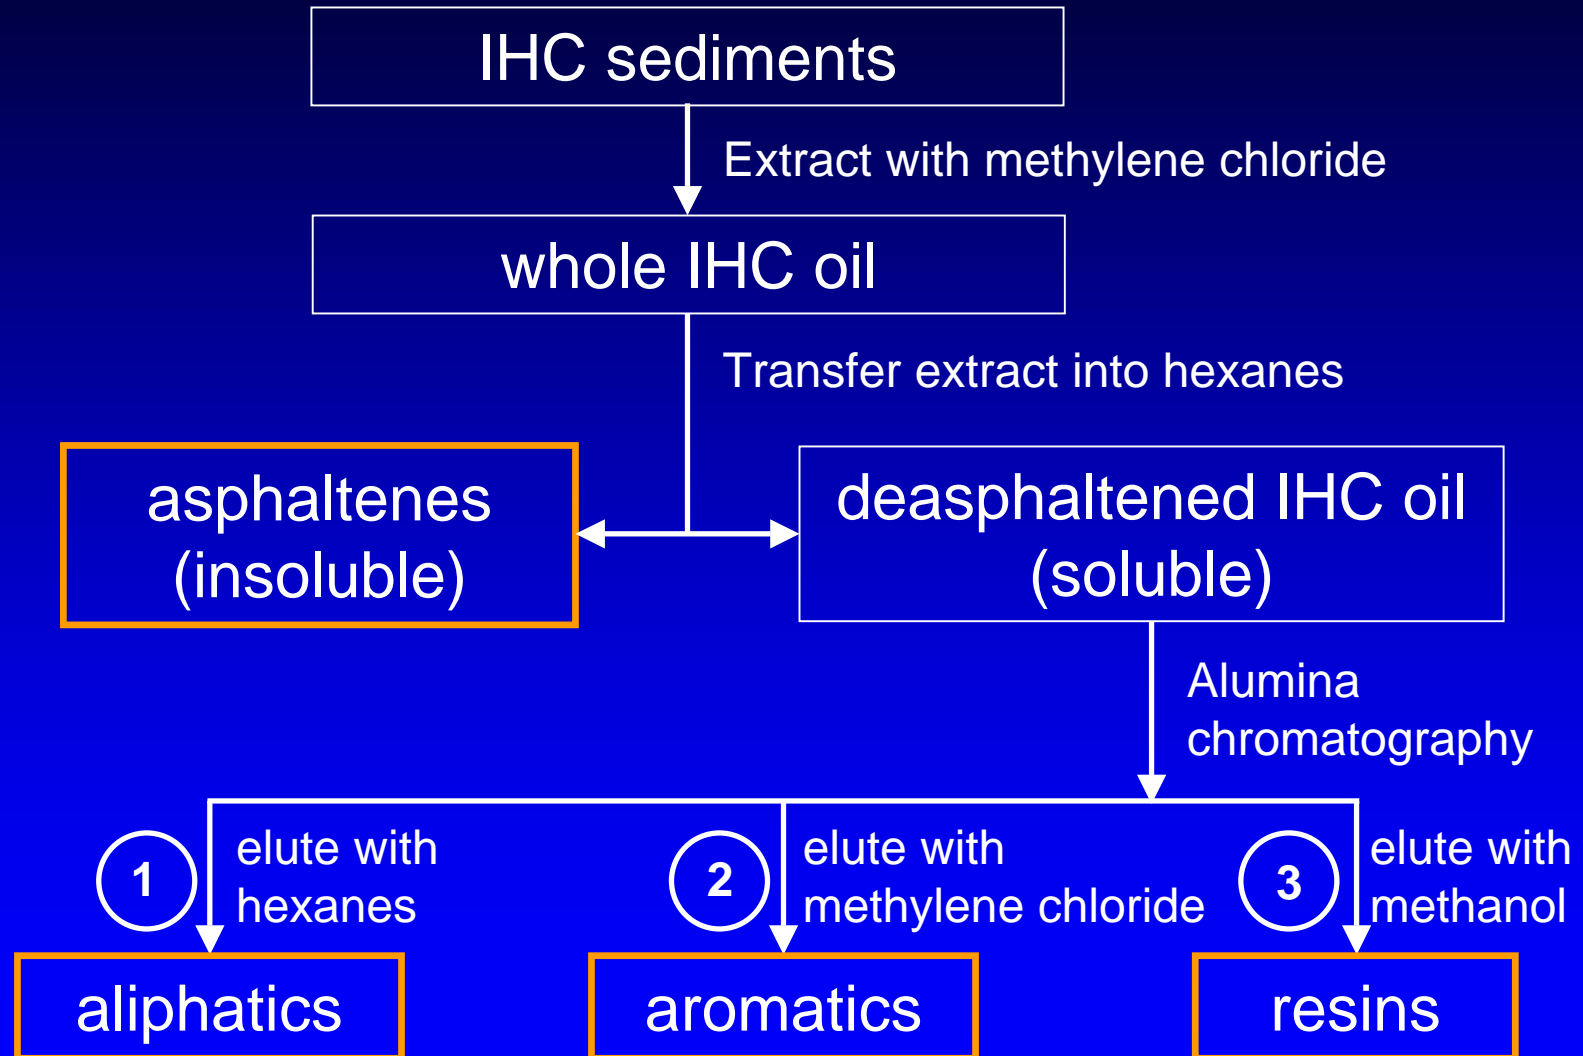 IHC sediments
Extract with methylene chloride
whole IHC oil
Transfer extract into hexanes
asphaltenes
(insoluble)
deasphaltened IHC oil
(soluble)
Alumina
chromatography
1
elute with
hexanes
2
elute with
methylene chloride
3
elute with
methanol
aliphatics
aromatics
resins